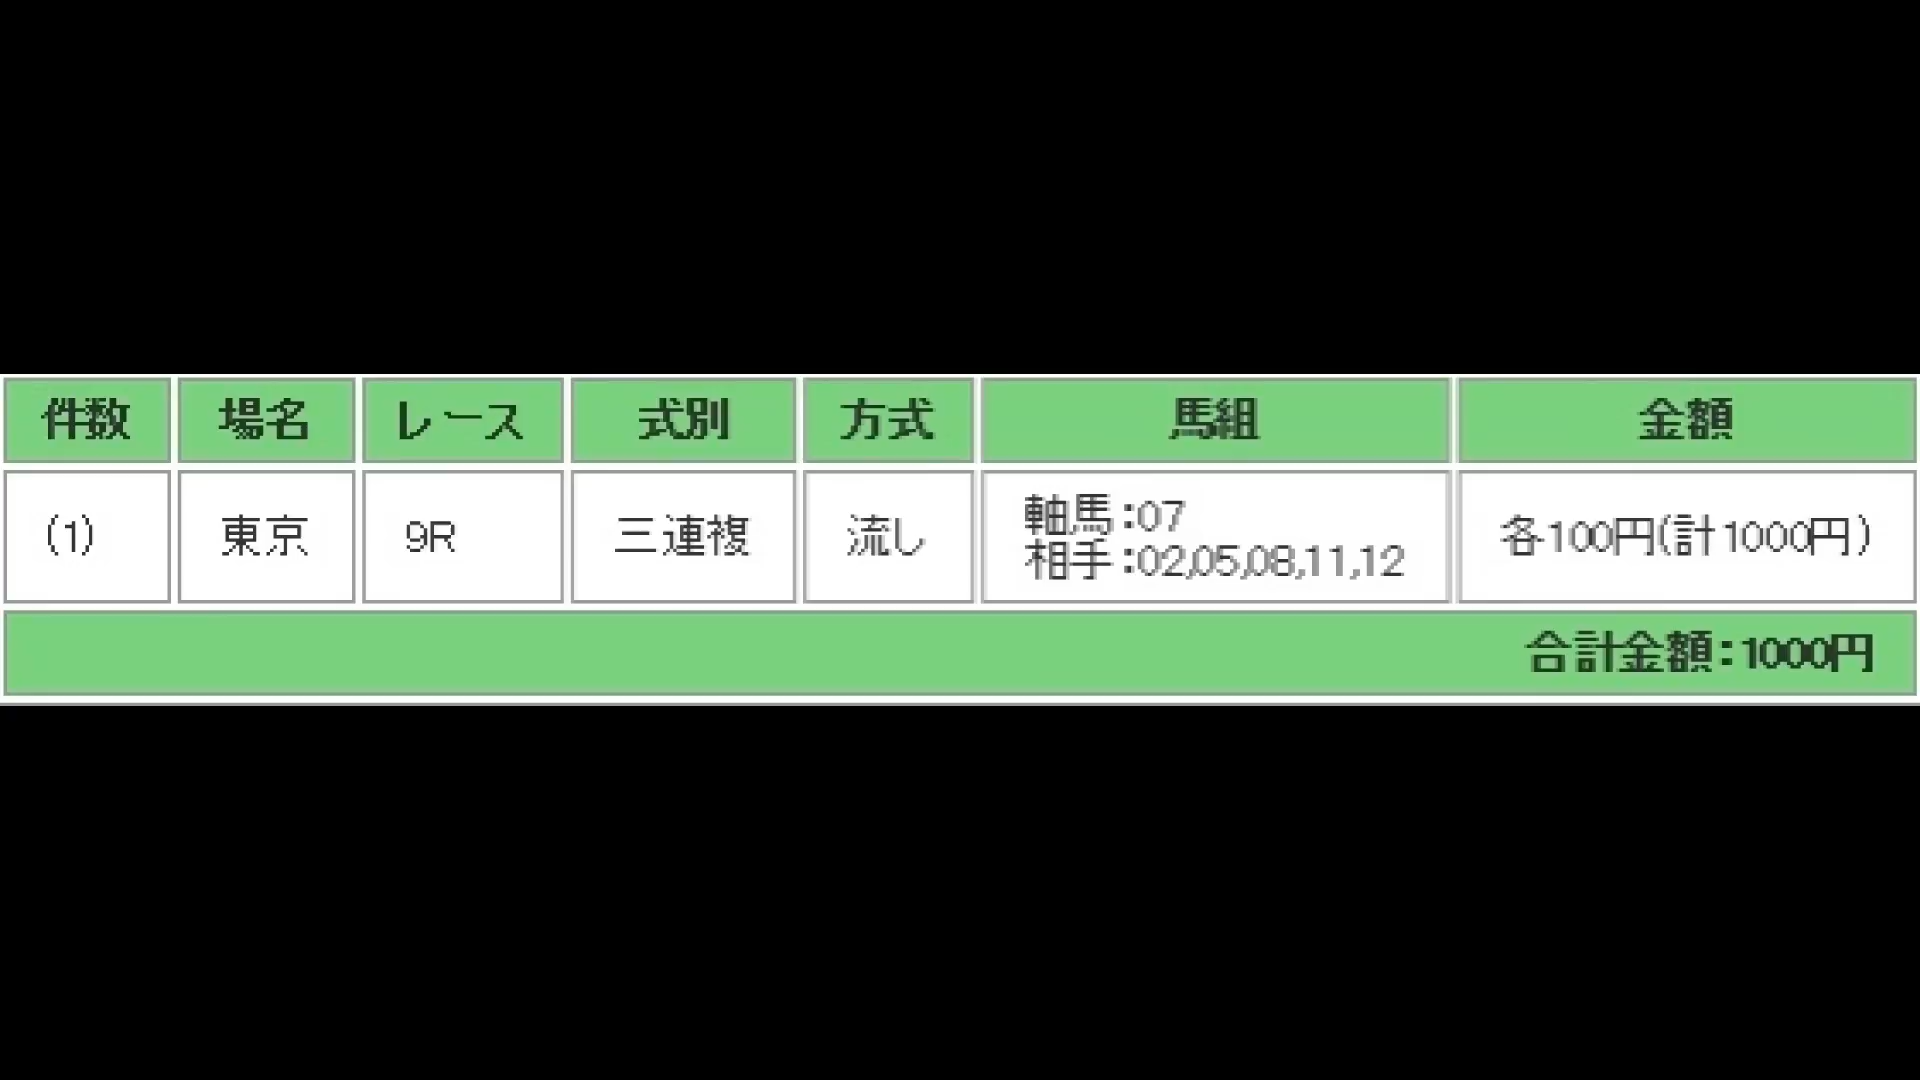 件数 場名 レース 式別 方式 馬組 金額
(1) 東京 9R 三連複 流し 軸馬:07 各100円(計1000円)
相手:02,05,08,11,12
合計金額:1000円